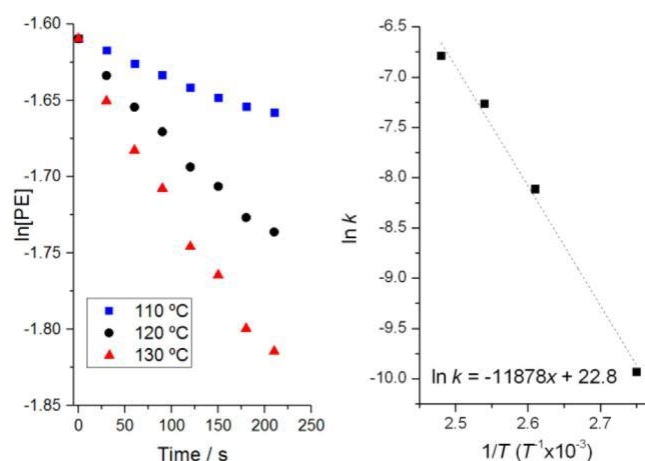 -1.60
-1.65
-1.70
-1.75
-1.80
-1.85
ln[PE]
110 ºC
120 ºC
130 ºC
0 50 100 150 200 250
Time / s
-6.5
-7.0
-7.5
-8.0
-8.5
-9.0
-9.5
-10.0
ln k
ln k = -11878x + 22.8
2.5 2.6 2.7
1/T (T⁻¹x10⁻³)